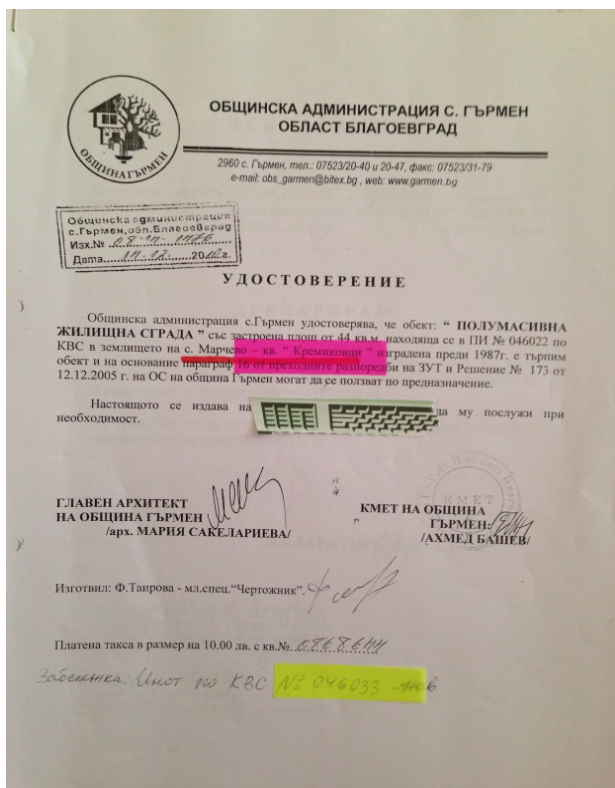 ОБЩИНА ГЪРМЕН
ОБЩИНСКА АДМИНИСТРАЦИЯ С. ГЪРМЕН
ОБЛАСТ БЛАГОЕВГРАД
2960 с. Гърмен, тел.: 07523/20-40 и 20-47, факс: 07523/31-79
e-mail: obs_garmen@bitex.bg , web: www.garmen.bg
Общинска администрация
с.Гърмен,обл.Благоевград
Изх.№
Дата 20
УДОСТОВЕРЕНИЕ
Общинска администрация с.Гърмен удостоверява, че обект: “ ПОЛУМАСИВНА
ЖИЛИЩНА СГРАДА ” със застроена площ от 44 кв.м. находяща се в ПИ № 046022 по
КВС в землището на с. Марчево – кв. “ Кремиковци ” изградена преди 1987г. е търпим
обект и на основание параграф 16 от преходните разпоредби на ЗУТ и Решение № 173 от
12.12.2005 г. на ОС на община Гърмен могат да се ползват по предназначение.
Настоящото се издава на да му послужи при
необходимост.
КМЕТ
ГЛАВЕН АРХИТЕКТ
НА ОБЩИНА ГЪРМЕН
/арх. МАРИЯ САКЕЛАРИЕВА/
КМЕТ НА ОБЩИНА
ГЪРМЕН:
/АХМЕД БАШЕВ/
Изготвил: Ф.Таирова - мл.спец.“Чертожник”.
Платена такса в размер на 10.00 лв. с кв.№
Забележка: Имот по КВС № 046033